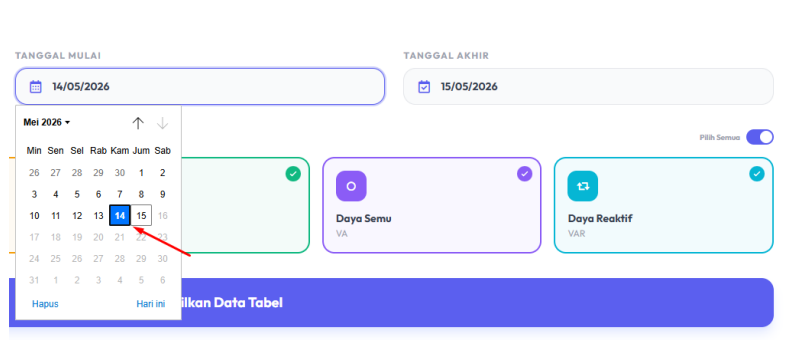 TANGGAL MULAI
TANGGAL AKHIR
14/05/2026
15/05/2026
Mei 2026
Pilih Semua
Min Sen Sel Rab Kam Jum Sab
26 27 28 29 30 1 2
3 4 5 6 7 8 9
10 11 12 13 14 15 16
17 18 19 20 21 22 23
24 25 26 27 28 29 30
31 1 2 3 4 5 6
Hapus
Hari ini
Daya Semu
VA
Daya Reaktif
VAR
ilkan Data Tabel